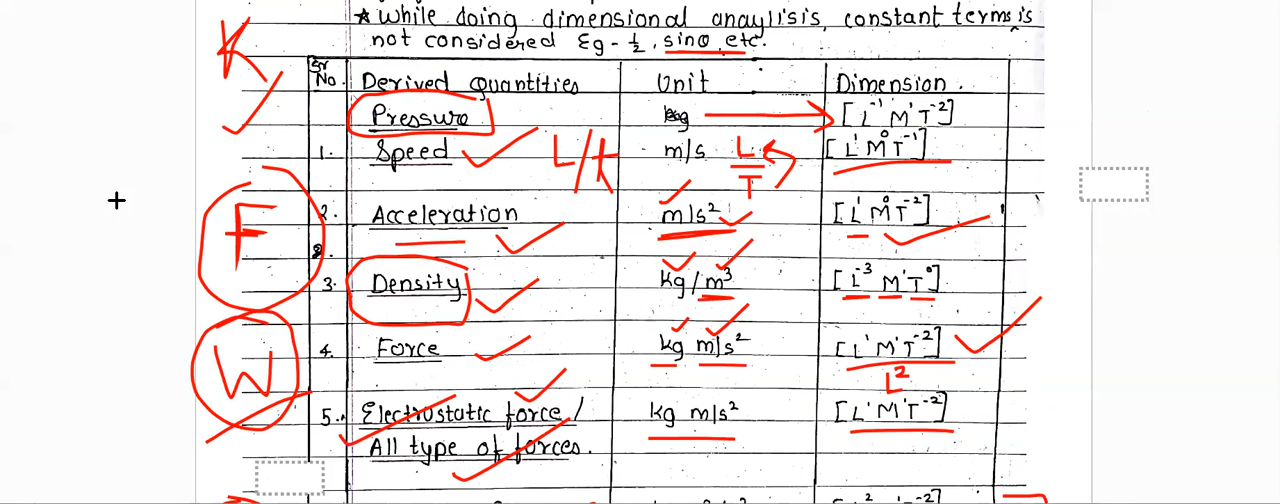 ★ while doing dimensional anaylisis, constant terms is
not considered Eg - ½, sinθ etc.
K
Sr No. Derived quantities Unit Dimension.
Pressure → [L⁻¹ M¹ T⁻²]
1. Speed L/t m/s L/T [L¹ M⁰ T⁻¹]
F
2. Acceleration m/s² [L¹ M⁰ T⁻²]
3. Density kg/m³ [L⁻³ M¹ T⁰]
W
4. Force kg m/s² [L¹ M¹ T⁻²]
L²
5. Electrostatic force / kg m/s² [L¹ M¹ T⁻²]
All type of forces.